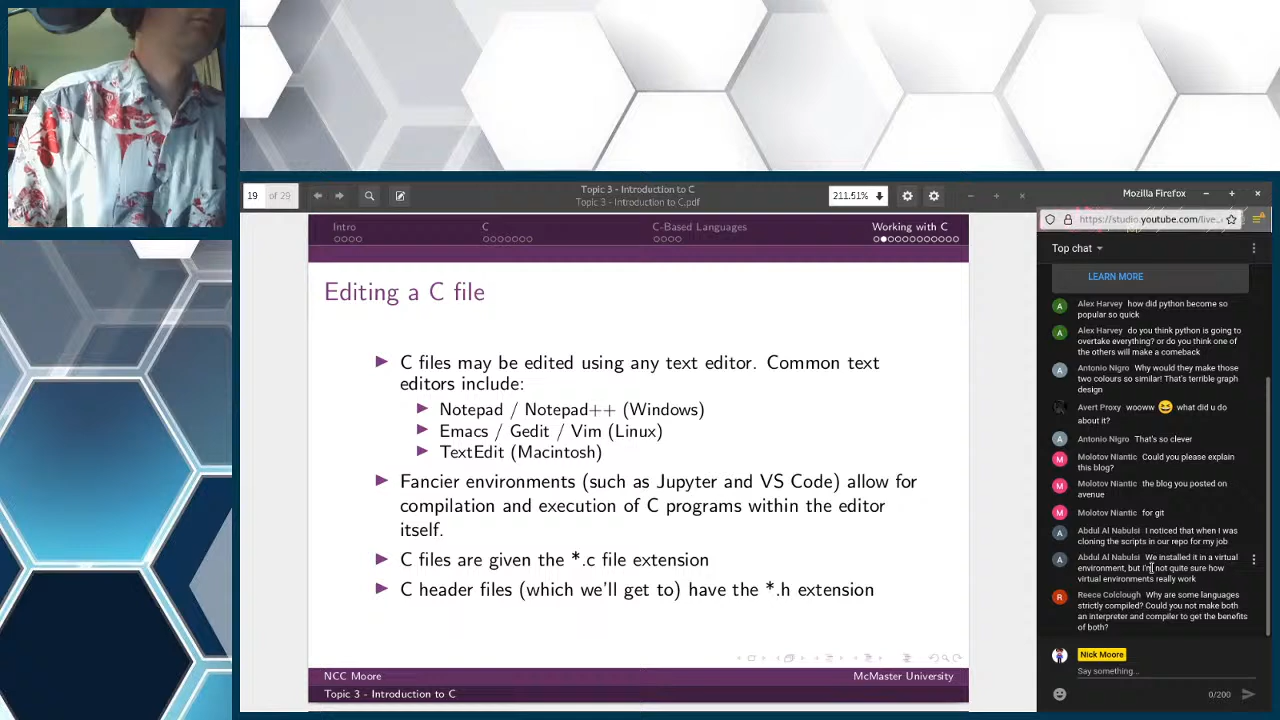 19 of 29
Topic 3 - Introduction to C
Topic 3 - Introduction to C.pdf
211.51%
Mozilla Firefox
https://studio.youtube.com/live
Intro
C
C-Based Languages
Working with C
Editing a C file
C files may be edited using any text editor. Common text
editors include:
Notepad / Notepad++ (Windows)
Emacs / Gedit / Vim (Linux)
TextEdit (Macintosh)
Fancier environments (such as Jupyter and VS Code) allow for
compilation and execution of C programs within the editor
itself.
C files are given the *.c file extension
C header files (which we'll get to) have the *.h extension
NCC Moore
McMaster University
Topic 3 - Introduction to C
Top chat
LEARN MORE
A Alex Harvey how did python become so
popular so quick
A Alex Harvey do you think python is going to
overtake everything? or do you think one of
the others will make a comeback
A Antonio Nigro Why would they make those
two colours so similar! That's terrible graph
design
Avert Proxy wooww 😆 what did u do
about it?
A Antonio Nigro That's so clever
M Molotov Niantic Could you please explain
this blog?
M Molotov Niantic the blog you posted on
avenue
M Molotov Niantic for git
A Abdul Al Nabulsi I noticed that when I was
cloning the scripts in our repo for my job
A Abdul Al Nabulsi We installed it in a virtual
environment, but I'm not quite sure how
virtual environments really work
R Reece Colclough Why are some languages
strictly compiled? Could you not make both
an interpreter and compiler to get the benefits
of both?
Nick Moore
Say something...
0/200